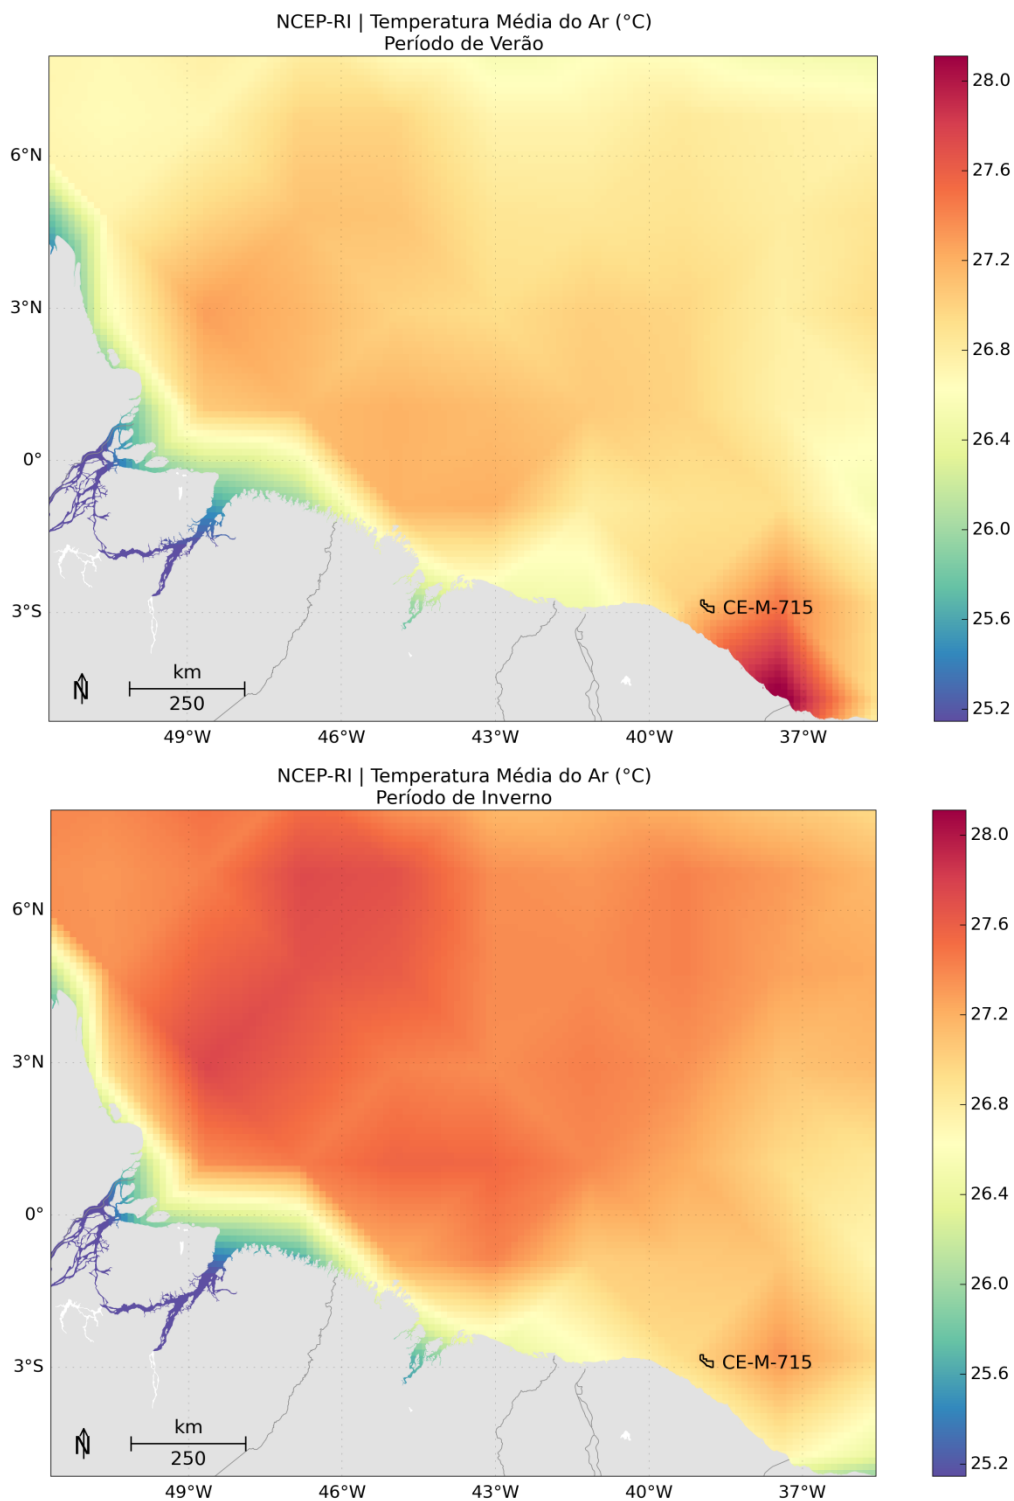 NCEP-RI | Temperatura Média do Ar (°C)
Período de Verão
28.0
6°N
27.6
27.2
3°N
26.8
26.4
0°
26.0
3°S
CE-M-715
25.6
km
N
250
25.2
49°W 46°W 43°W 40°W 37°W
NCEP-RI | Temperatura Média do Ar (°C)
Período de Inverno
28.0
6°N
27.6
27.2
3°N
26.8
26.4
0°
26.0
3°S
CE-M-715
25.6
km
N
250
25.2
49°W 46°W 43°W 40°W 37°W